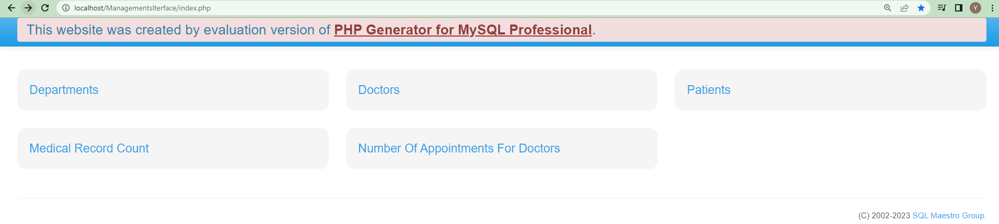 localhost/ManagementsIterface/index.php
Y
This website was created by evaluation version of PHP Generator for MySQL Professional.
Departments
Doctors
Patients
Medical Record Count
Number Of Appointments For Doctors
(C) 2002-2023 SQL Maestro Group.